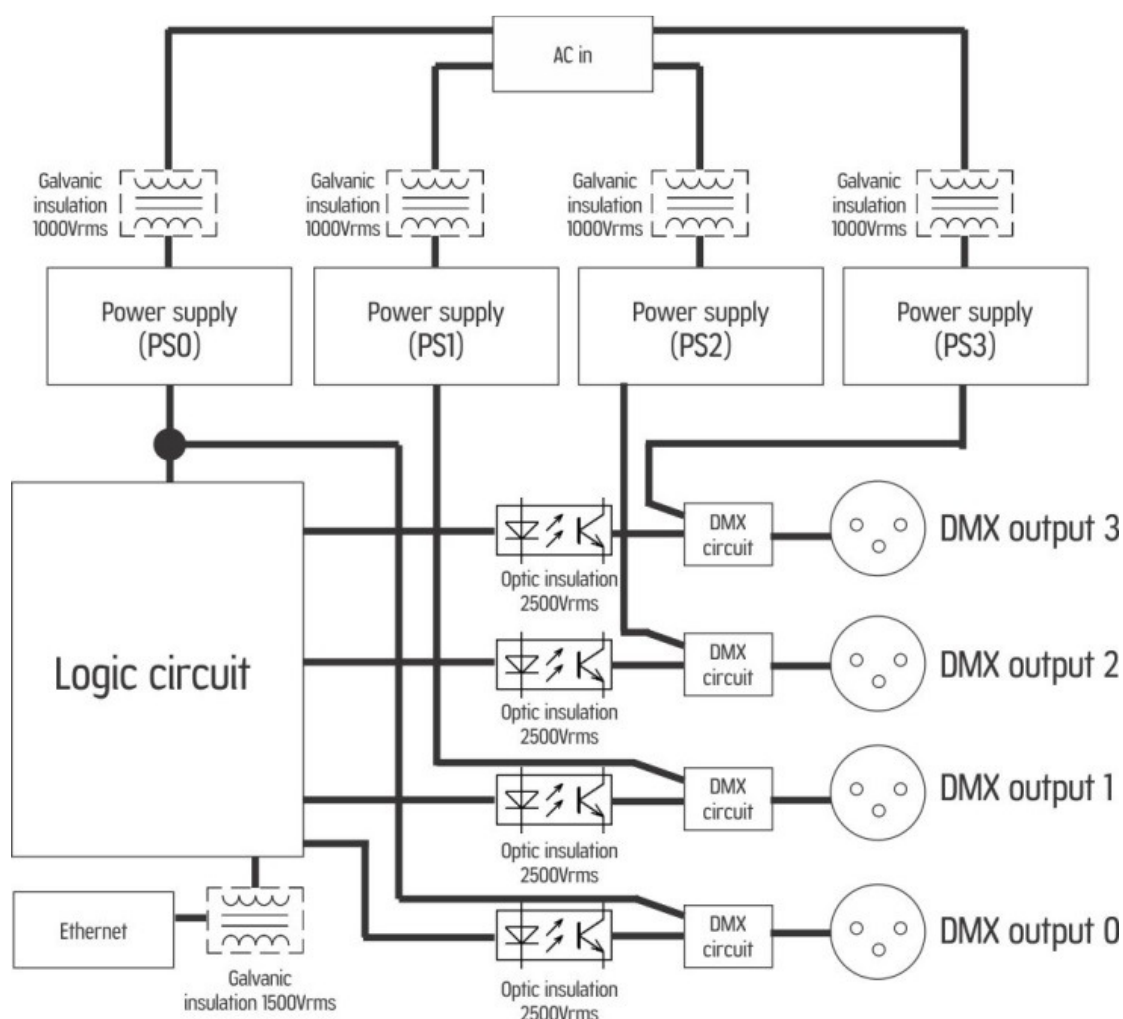 AC in
Galvanic
insulation
1000Vrms
Galvanic
insulation
1000Vrms
Galvanic
insulation
1000Vrms
Galvanic
insulation
1000Vrms
Power supply
(PS0)
Power supply
(PS1)
Power supply
(PS2)
Power supply
(PS3)
Logic circuit
Optic insulation
2500Vrms
DMX
circuit
DMX output 3
Optic insulation
2500Vrms
DMX
circuit
DMX output 2
Optic insulation
2500Vrms
DMX
circuit
DMX output 1
Optic insulation
2500Vrms
DMX
circuit
DMX output 0
Ethernet
Galvanic
insulation 1500Vrms